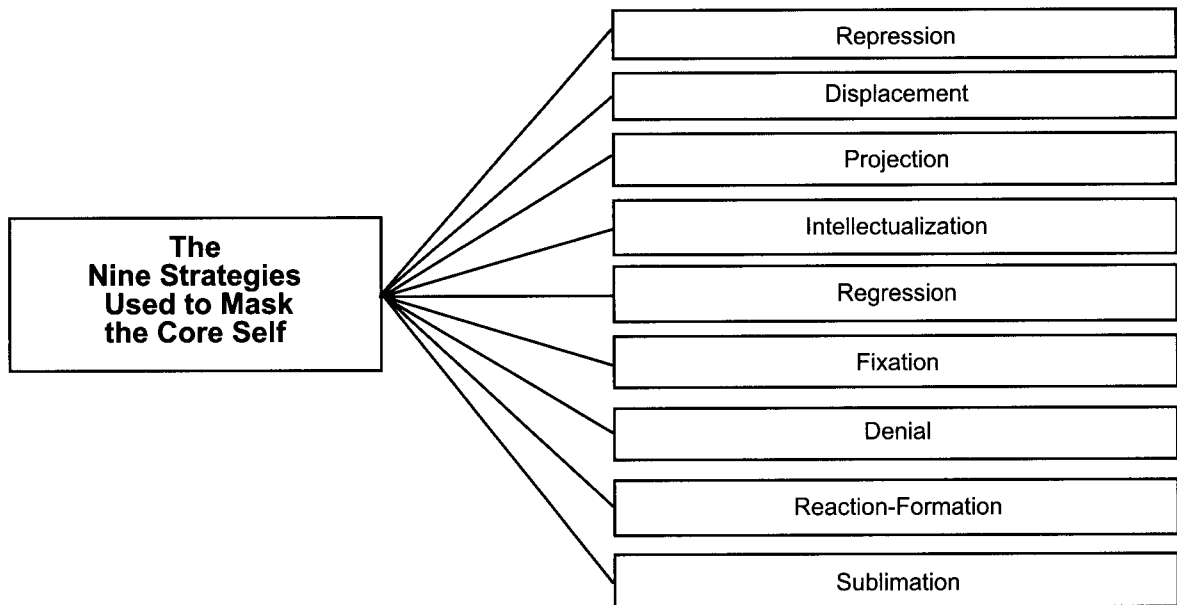 The
Nine Strategies
Used to Mask
the Core Self
Repression
Displacement
Projection
Intellectualization
Regression
Fixation
Denial
Reaction-Formation
Sublimation